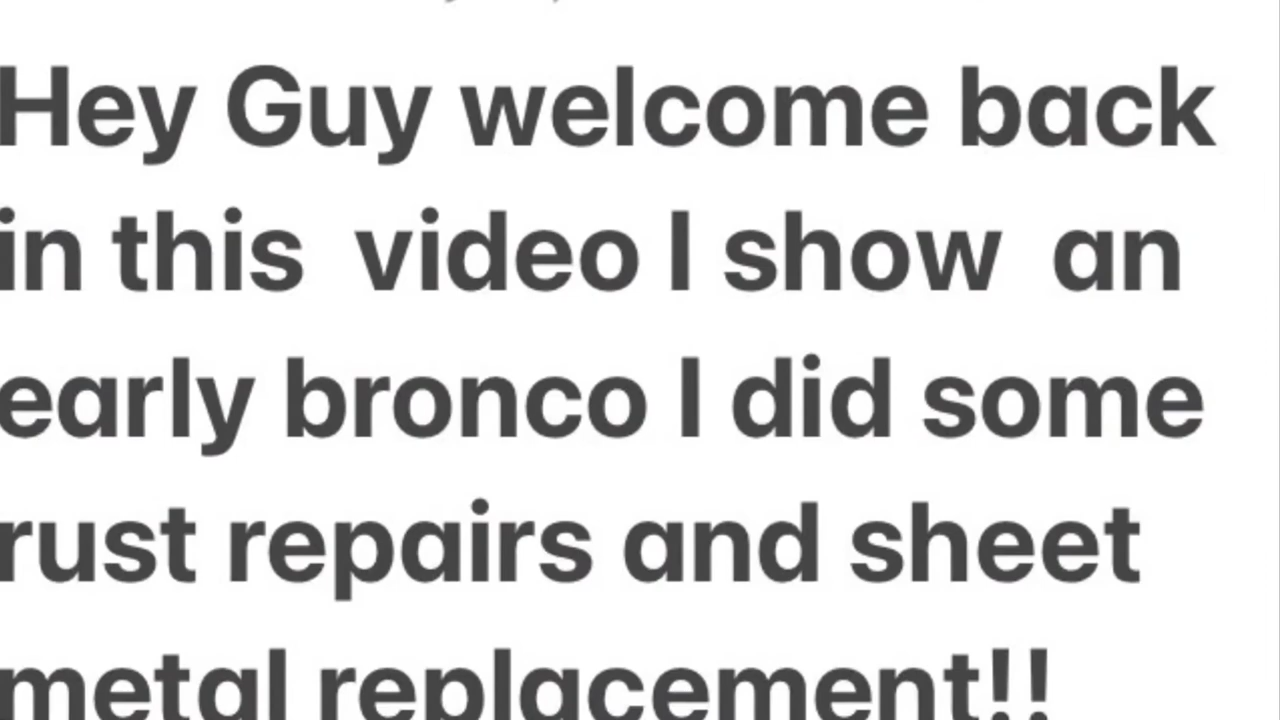 Hey Guy welcome back
in this  video I show  an
early bronco I did some
rust repairs and sheet
metal replacement!!